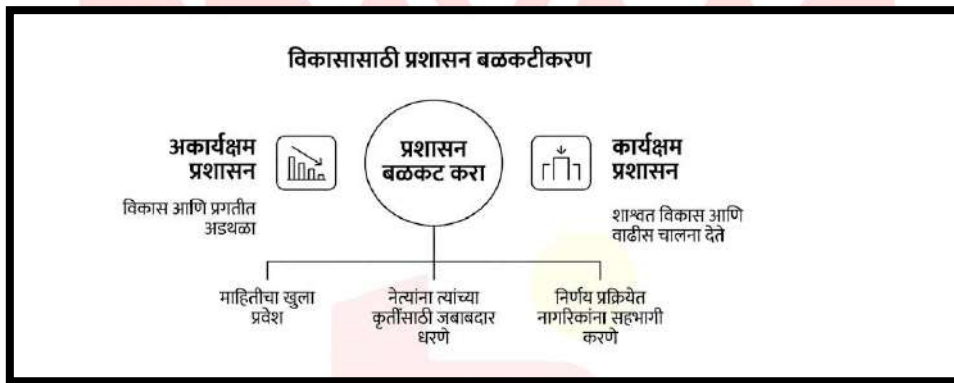 विकासासाठी प्रशासन बळकटीकरण
अकार्यक्षम
प्रशासन
विकास आणि प्रगतीत
अडथळा
प्रशासन
बळकट करा
कार्यक्षम
प्रशासन
शाश्वत विकास आणि
वाढीस चालना देते
माहितीचा खुला
प्रवेश
नेत्यांना त्यांच्या
कृतींसाठी जबाबदार
धरणे
निर्णय प्रक्रियेत
नागरिकांना सहभागी
करणे